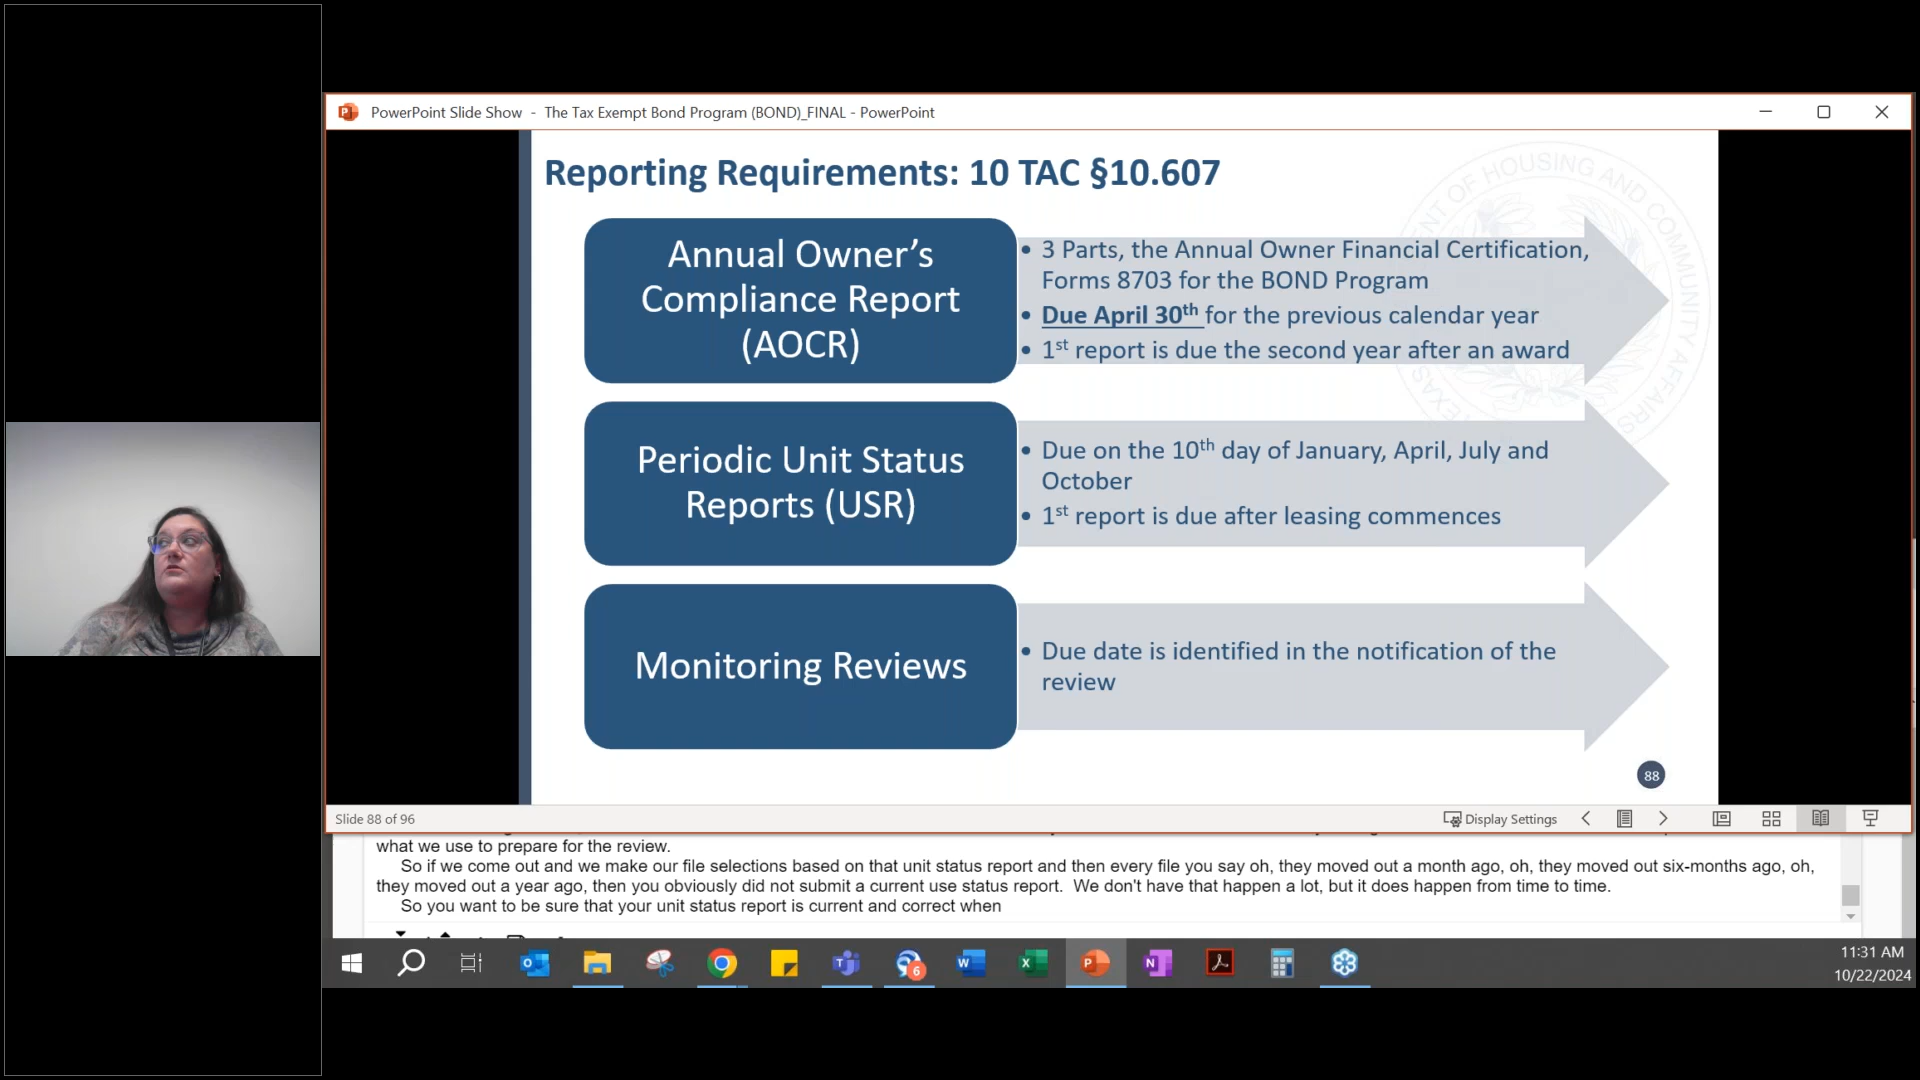 PowerPoint Slide Show - The Tax Exempt Bond Program (BOND)_FINAL - PowerPoint
Reporting Requirements: 10 TAC §10.607
Annual Owner’s
Compliance Report
(AOCR)
• 3 Parts, the Annual Owner Financial Certification,
Forms 8703 for the BOND Program
• Due April 30th for the previous calendar year
• 1st report is due the second year after an award
Periodic Unit Status
Reports (USR)
• Due on the 10th day of January, April, July and
October
• 1st report is due after leasing commences
Monitoring Reviews
• Due date is identified in the notification of the
review
OF HOUSING AND COMMUNITY AFFAIRS
TEXAS
88
Slide 88 of 96
Display Settings
what we use to prepare for the review.
So if we come out and we make our file selections based on that unit status report and then every file you say oh, they moved out a month ago, oh, they moved out six-months ago, oh,
they moved out a year ago, then you obviously did not submit a current use status report. We don't have that happen a lot, but it does happen from time to time.
So you want to be sure that your unit status report is current and correct when
6
11:31 AM
10/22/2024